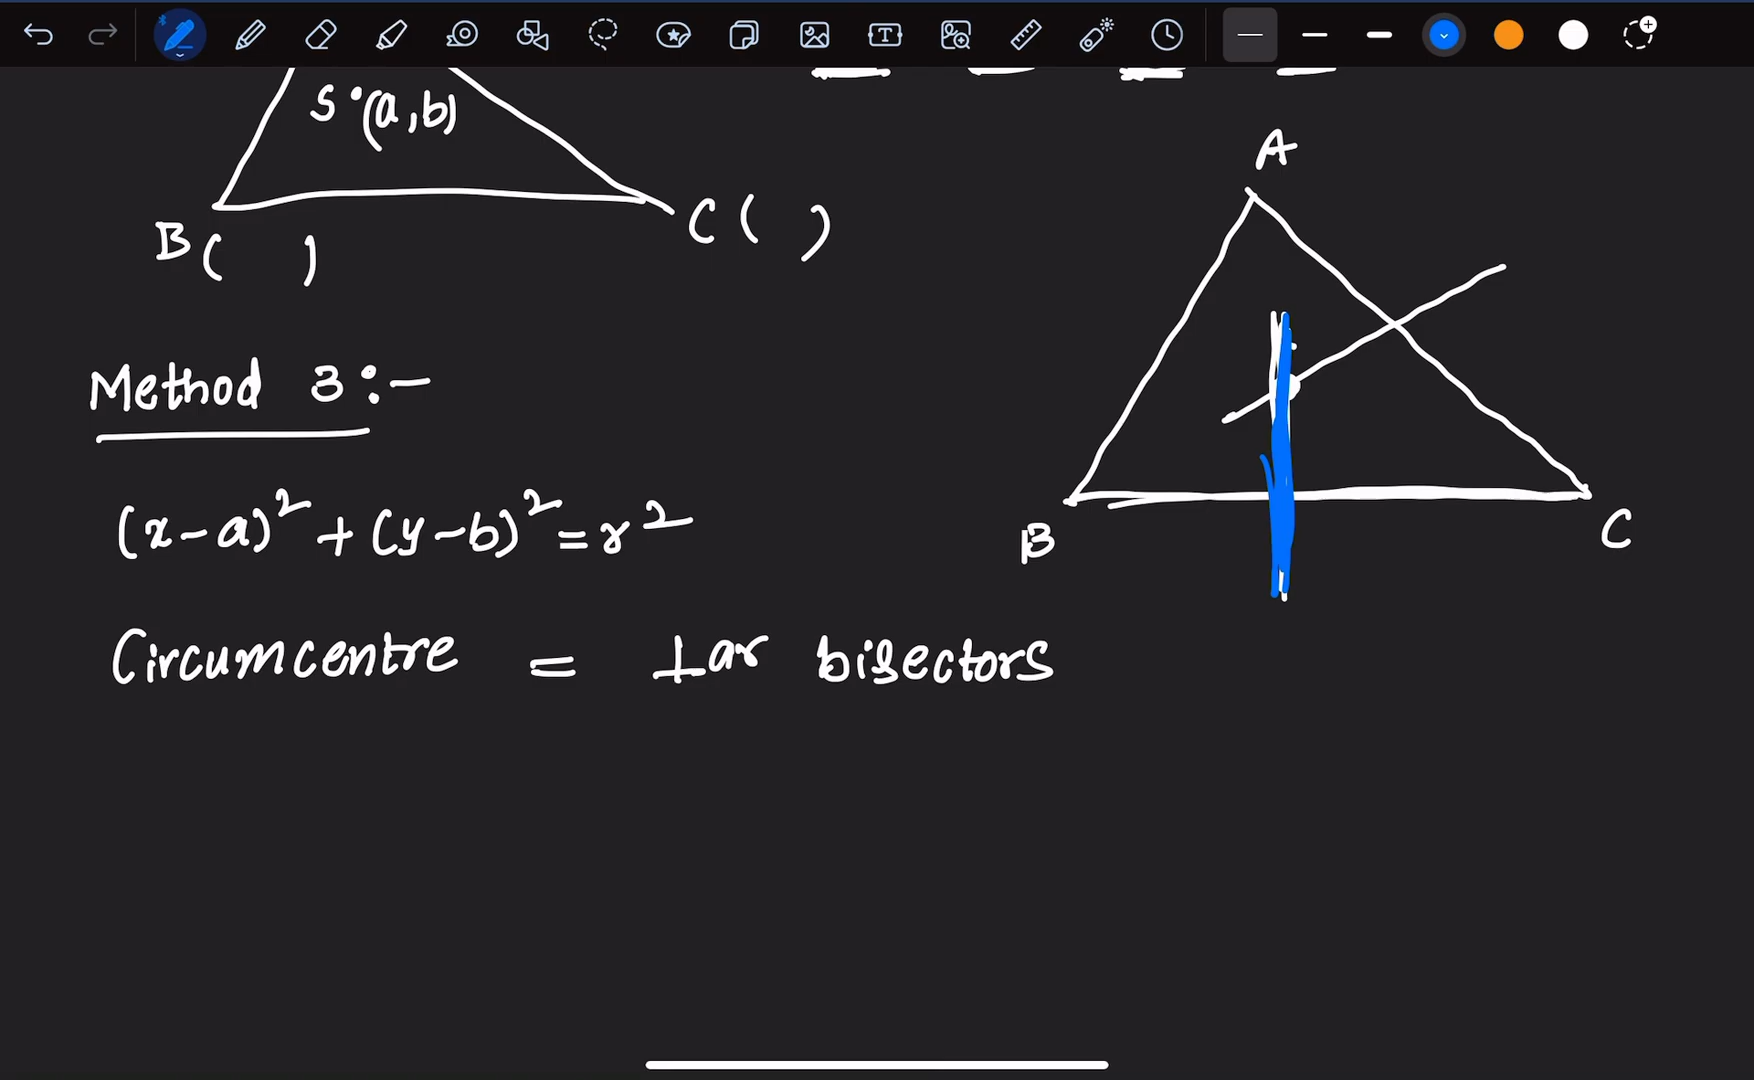 S (a,b)
B( )
C( )
A
B
C
Method 3:-
(x-a)²+(y-b)²=r²
Circumcentre = ⊥ar bisectors